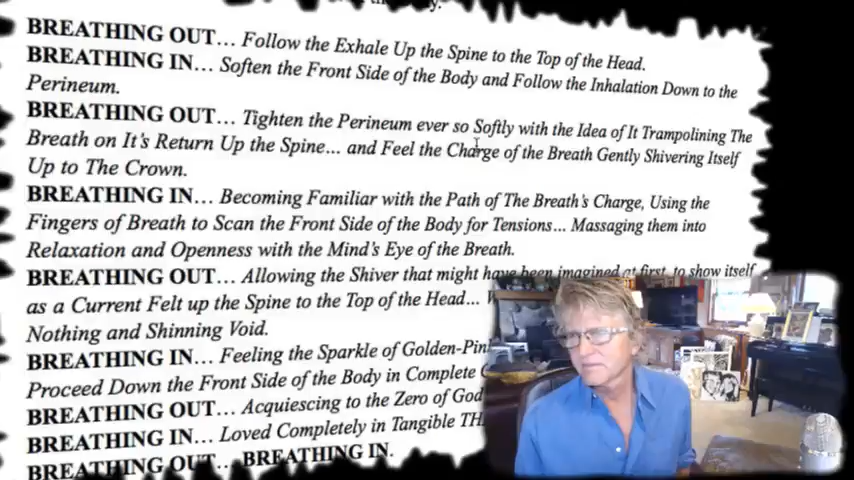 BREATHING OUT… Follow the Exhale Up the Spine to the Top of the Head.
BREATHING IN… Soften the Front Side of the Body and Follow the Inhalation Down to the
Perineum.
BREATHING OUT… Tighten the Perineum ever so Softly with the Idea of It Trampolining The
Breath on It's Return Up the Spine… and Feel the Charge of the Breath Gently Shivering Itself
Up to The Crown.
BREATHING IN… Becoming Familiar with the Path of The Breath's Charge, Using the
Fingers of Breath to Scan the Front Side of the Body for Tensions… Massaging them into
Relaxation and Openness with the Mind's Eye of the Breath.
BREATHING OUT… Allowing the Shiver that might have been imagined at first, to show itself
as a Current Felt up the Spine to the Top of the Head…
Nothing and Shinning Void.
BREATHING IN… Feeling the Sparkle of
Proceed Down the Front Side of the Body in Complete
BREATHING OUT… Acquiescing to the Zero of God
BREATHING IN… Loved Completely in Tangible
BREATHING OUT… BREATHING IN.